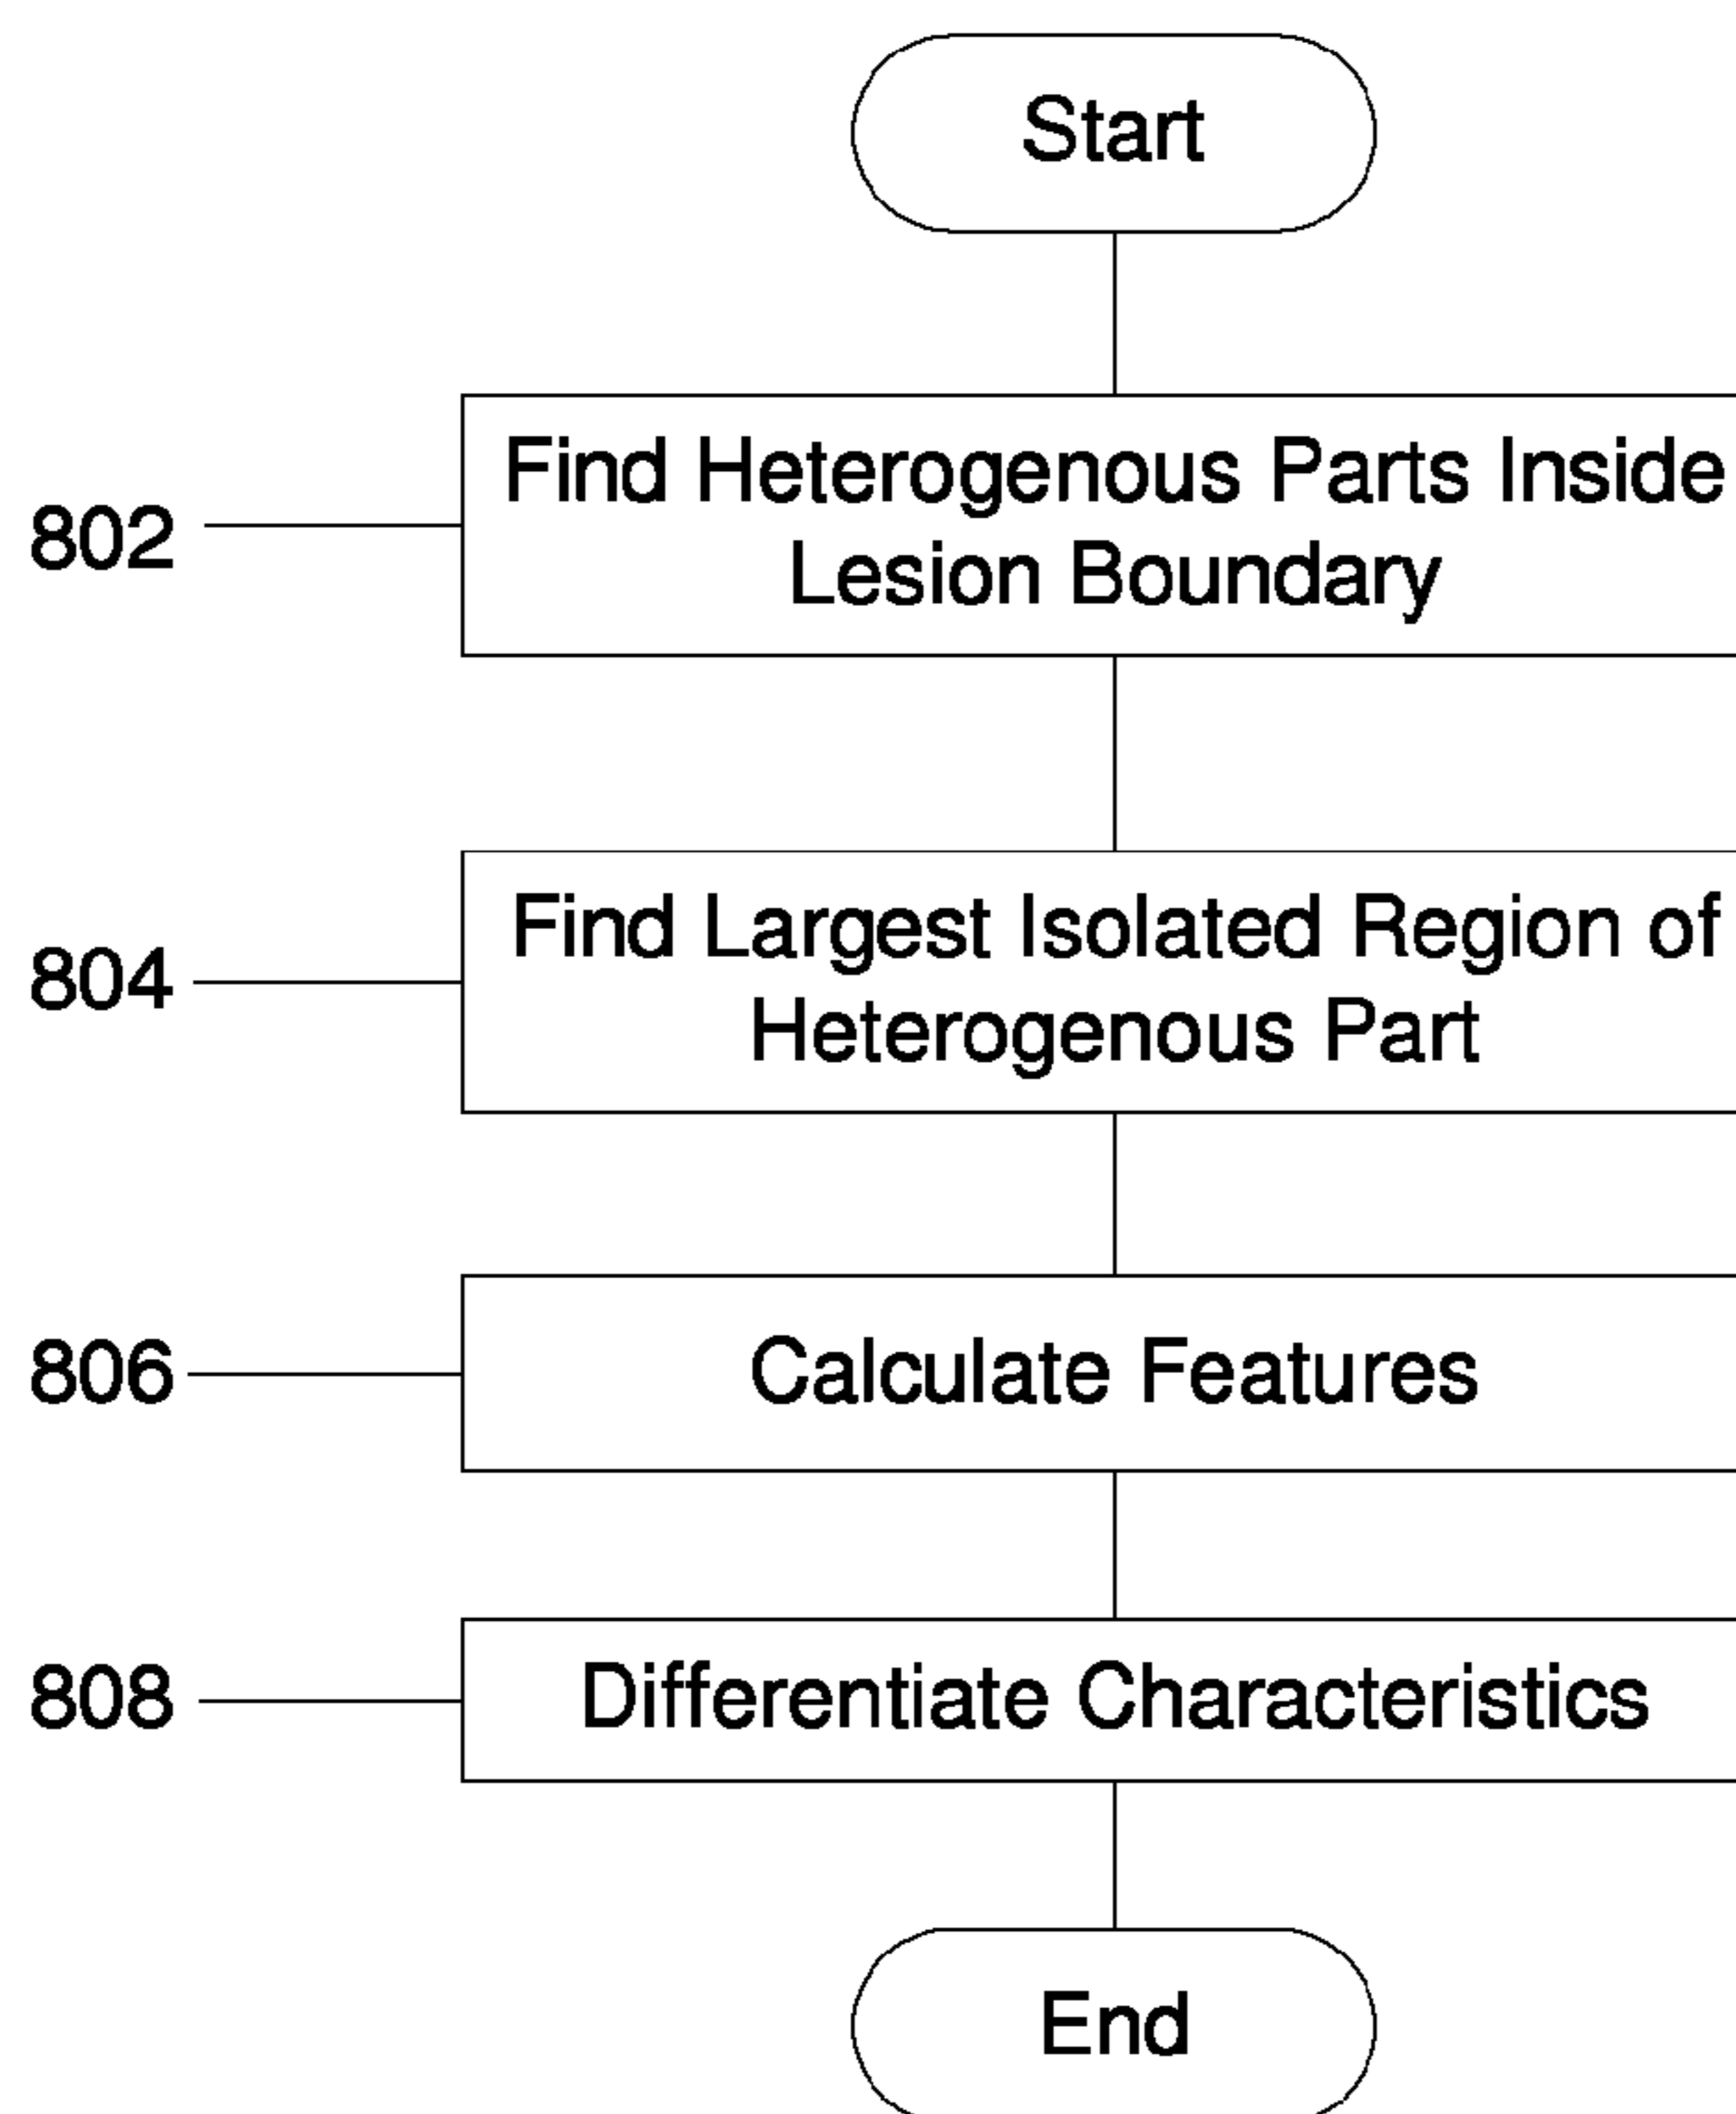 Start
802
Find Heterogenous Parts Inside
Lesion Boundary
804
Find Largest Isolated Region of
Heterogenous Part
806
Calculate Features
808
Differentiate Characteristics
End